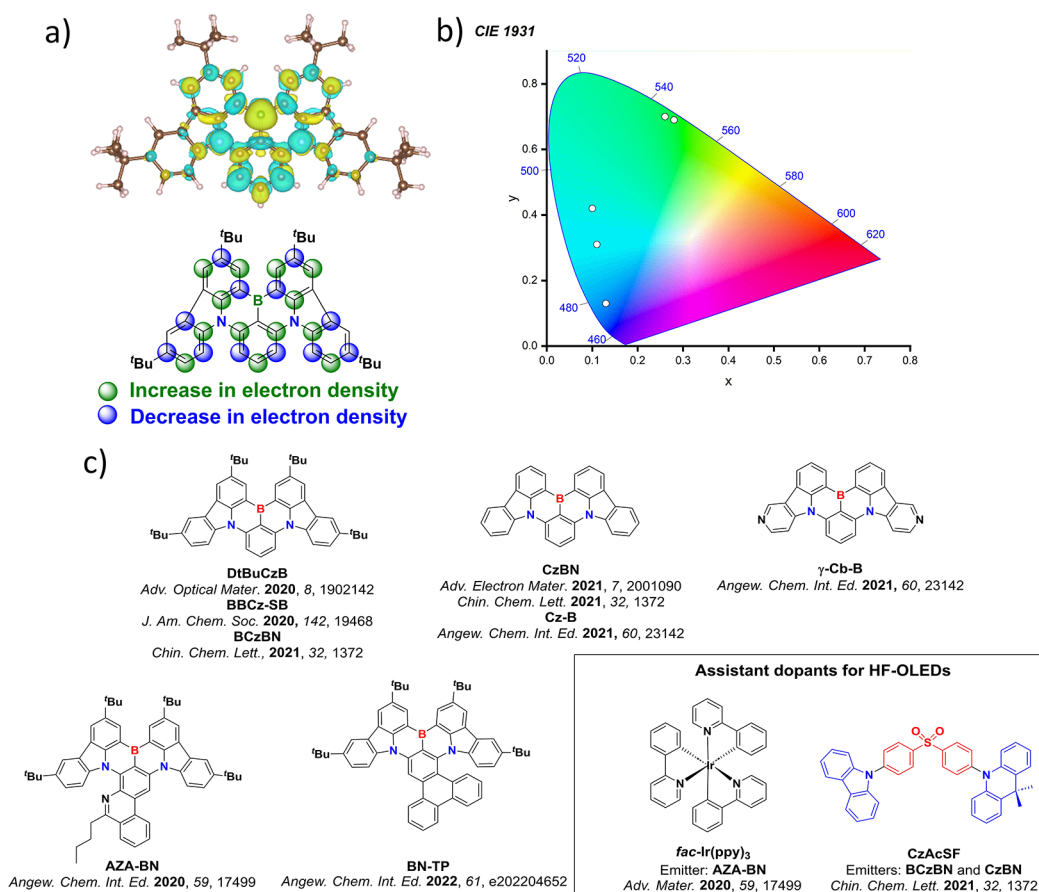 a)
ᵗBu
ᵗBu
B
N
N
ᵗBu
ᵗBu
Increase in electron density
Decrease in electron density
b)
CIE 1931
520
0.8
540
560
0.6
500
580
y
0.4
600
620
0.2
480
460
0.0
0.0 0.1 0.2 0.3 0.4 0.5 0.6 0.7 0.8
x
c)
ᵗBu
ᵗBu
B
ᵗBu
N
N
ᵗBu
DtBuCzB
Adv. Optical Mater. 2020, 8, 1902142
BBCz-SB
J. Am. Chem. Soc. 2020, 142, 19468
BCzBN
Chin. Chem. Lett., 2021, 32, 1372
B
N
N
CzBN
Adv. Electron Mater. 2021, 7, 2001090
Chin. Chem. Lett. 2021, 32, 1372
Cz-B
Angew. Chem. Int. Ed. 2021, 60, 23142
B
N
N
N
N
γ-Cb-B
Angew. Chem. Int. Ed. 2021, 60, 23142
ᵗBu
ᵗBu
B
N
N
ᵗBu
ᵗBu
N
AZA-BN
Angew. Chem. Int. Ed. 2020, 59, 17499
ᵗBu
ᵗBu
B
ᵗBu
N
N
ᵗBu
BN-TP
Angew. Chem. Int. Ed. 2022, 61, e202204652
Assistant dopants for HF-OLEDs
N
Ir
N
N
fac-Ir(ppy)₃
Emitter: AZA-BN
Adv. Mater. 2020, 59, 17499
O
O
S
N
N
CzAcSF
Emitters: BCzBN and CzBN
Chin. Chem. Lett. 2021, 32, 1372